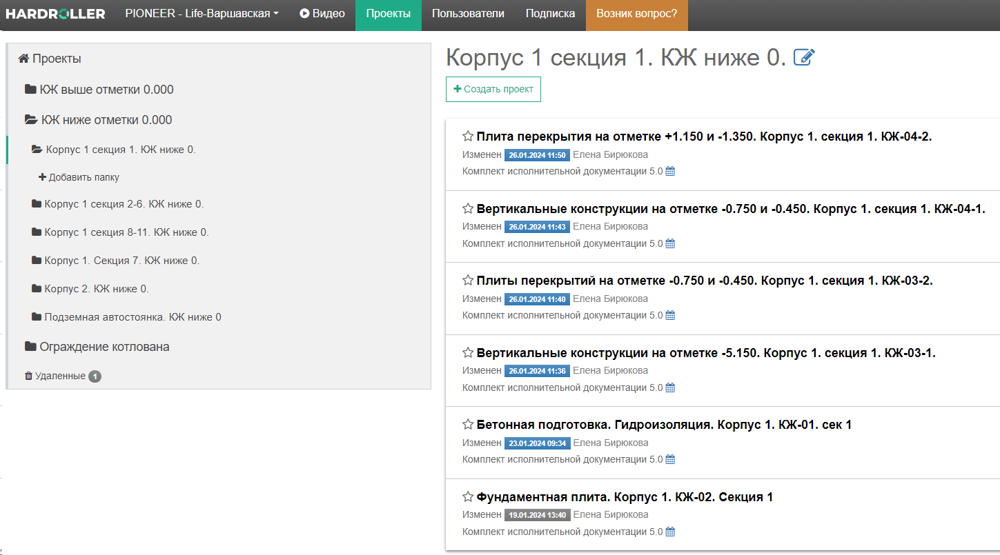 HARDROLLER PIONEER - Life-Варшавская Видео Проекты Пользователи Подписка Возник вопрос?
Проекты
КЖ выше отметки 0.000
КЖ ниже отметки 0.000
Корпус 1 секция 1. КЖ ниже 0.
Добавить папку
Корпус 1 секция 2-6. КЖ ниже 0.
Корпус 1 секция 8-11. КЖ ниже 0.
Корпус 1. Секция 7. КЖ ниже 0.
Корпус 2. КЖ ниже 0.
Подземная автостоянка. КЖ ниже 0
Ограждение котлована
Удаленные 1
Корпус 1 секция 1. КЖ ниже 0.
+ Создать проект
Плита перекрытия на отметке +1.150 и -1.350. Корпус 1. секция 1. КЖ-04-2.
Изменен 26.01.2024 11:50 Елена Бирюкова
Комплект исполнительной документации 5.0
Вертикальные конструкции на отметке -0.750 и -0.450. Корпус 1. секция 1. КЖ-04-1.
Изменен 26.01.2024 11:43 Елена Бирюкова
Комплект исполнительной документации 5.0
Плиты перекрытий на отметке -0.750 и -0.450. Корпус 1. секция 1. КЖ-03-2.
Изменен 26.01.2024 11:40 Елена Бирюкова
Комплект исполнительной документации 5.0
Вертикальные конструкции на отметке -5.150. Корпус 1. секция 1. КЖ-03-1.
Изменен 26.01.2024 11:36 Елена Бирюкова
Комплект исполнительной документации 5.0
Бетонная подготовка. Гидроизоляция. Корпус 1. КЖ-01. сек 1
Изменен 23.01.2024 09:34 Елена Бирюкова
Комплект исполнительной документации 5.0
Фундаментная плита. Корпус 1. КЖ-02. Секция 1
Изменен 19.01.2024 13:40 Елена Бирюкова
Комплект исполнительной документации 5.0